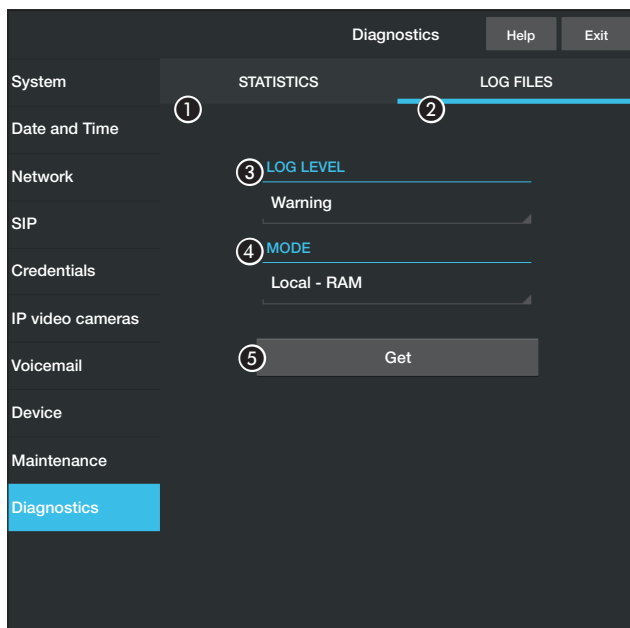 Diagnostics Help Exit
System
Date and Time
Network
SIP
Credentials
IP video cameras
Voicemail
Device
Maintenance
Diagnostics
① STATISTICS ② LOG FILES
③ LOG LEVEL
Warning
④ MODE
Local - RAM
⑤ Get